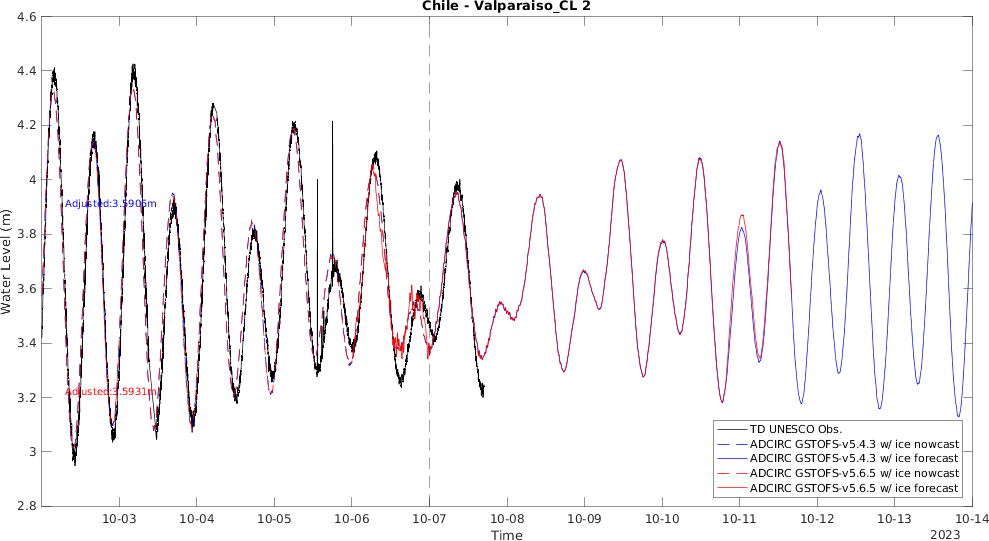 Chile - Valparaiso_CL 2
4.6
4.4
4.2
4
3.8
3.6
3.4
3.2
3
2.8
Water Level (m)
Adjusted:3.5905m
Adjusted:3.5931m
TD UNESCO Obs.
ADCIRC GSTOFS-v5.4.3 w/ ice nowcast
ADCIRC GSTOFS-v5.4.3 w/ ice forecast
ADCIRC GSTOFS-v5.6.5 w/ ice nowcast
ADCIRC GSTOFS-v5.6.5 w/ ice forecast
10-03 10-04 10-05 10-06 10-07 10-08 10-09 10-10 10-11 10-12 10-13 10-14
Time
2023